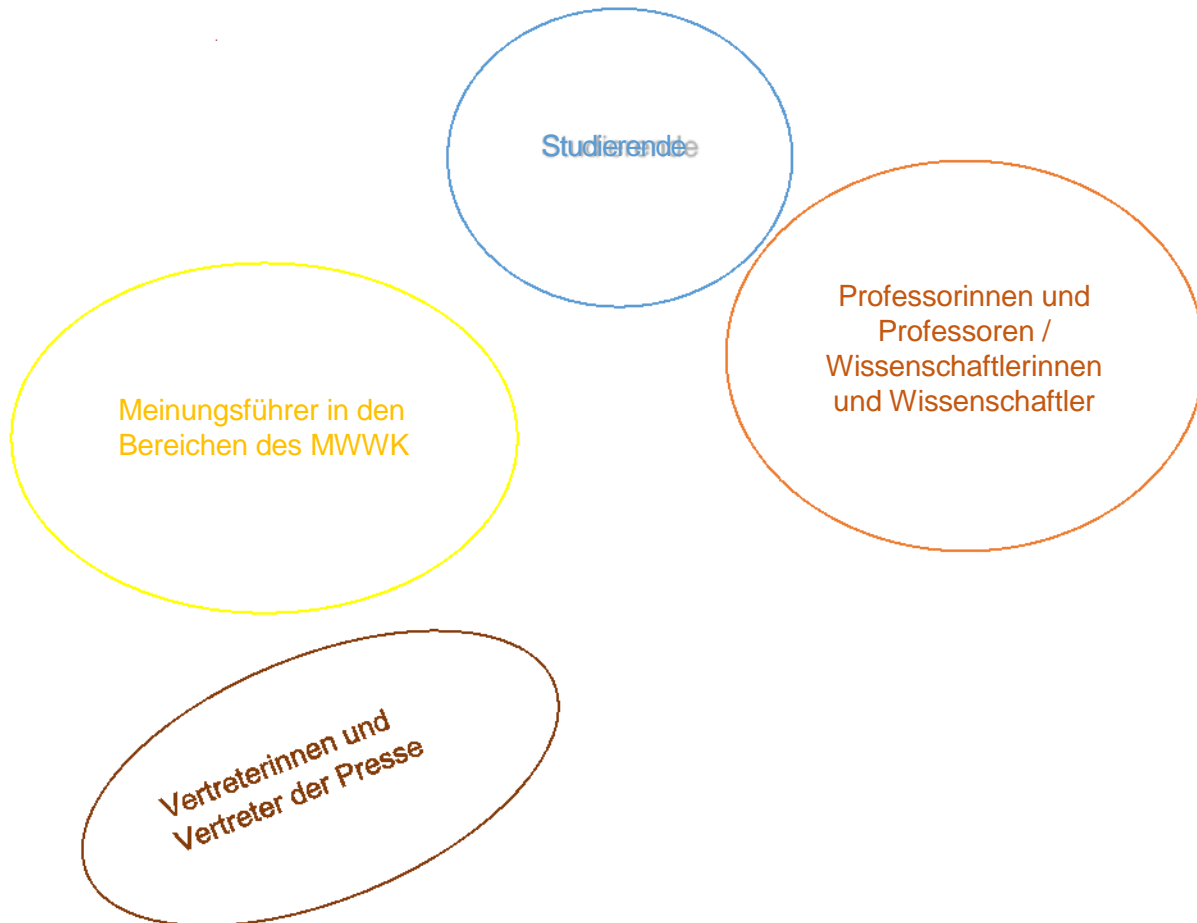 Studierende
Professorinnen und
Professoren /
Wissenschaftlerinnen
und Wissenschaftler
Meinungsführer in den
Bereichen des MWWK
Vertreterinnen und
Vertreter der Presse